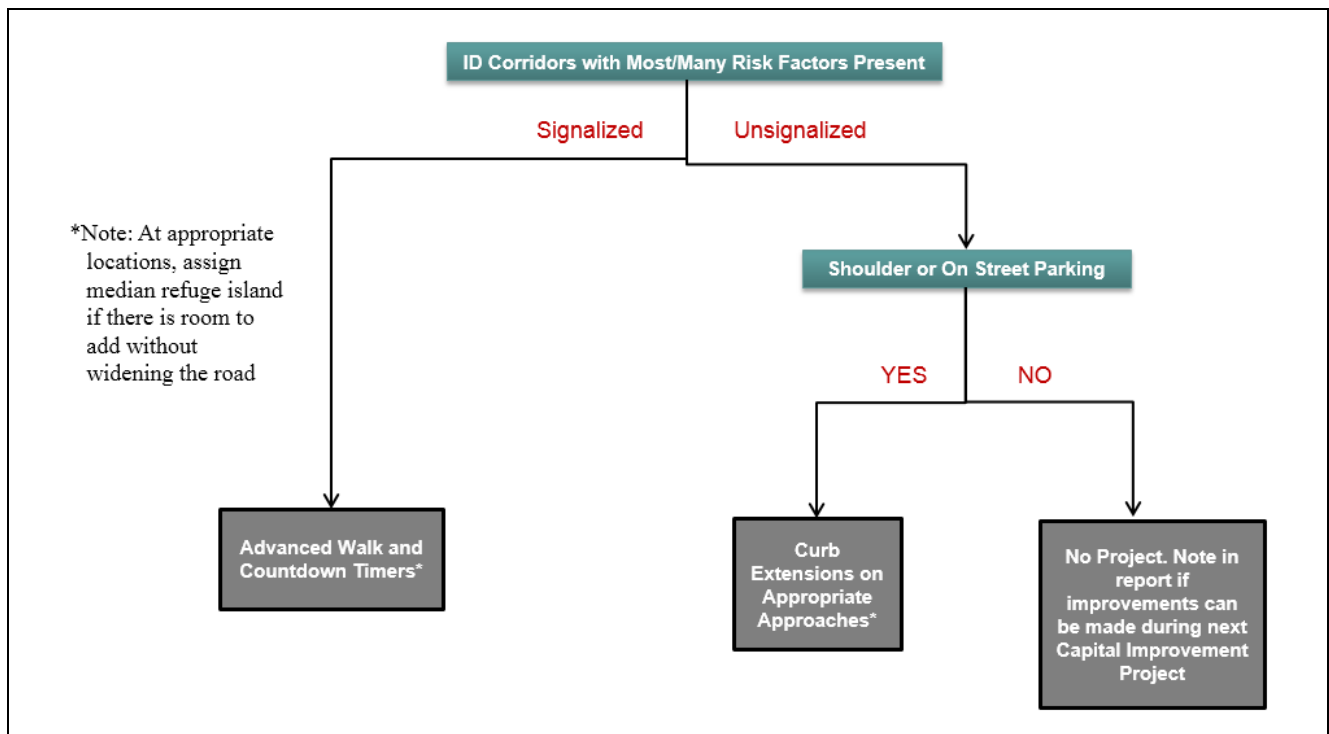 ID Corridors with Most/Many Risk Factors Present
Signalized
Unsignalized
*Note: At appropriate
locations, assign
median refuge island
if there is room to
add without
widening the road
Shoulder or On Street Parking
YES
NO
Advanced Walk and
Countdown Timers*
Curb
Extensions on
Appropriate
Approaches*
No Project. Note in
report if
improvements can
be made during next
Capital Improvement
Project